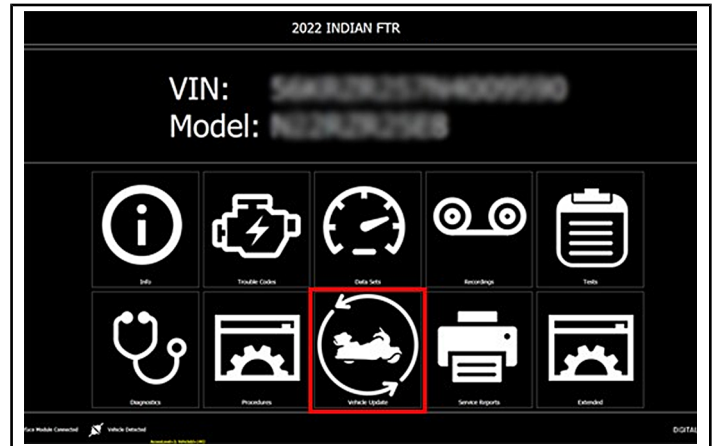 2022 INDIAN FTR
VIN:
Model:
Info
Trouble Codes
Data Sets
Recordings
Tests
Diagnostics
Procedures
Vehicle Update
Service Reports
Extended
Module Connected
Vehicle Detected
DIGITAL